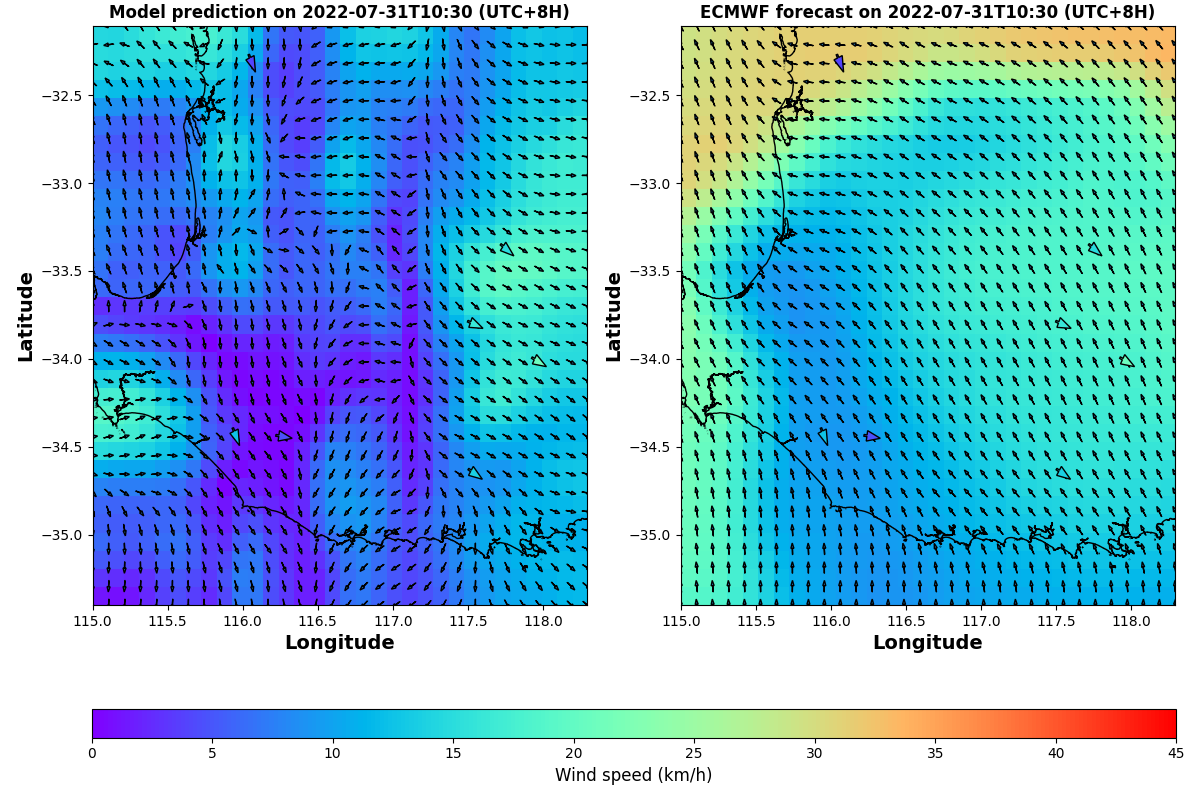 Model prediction on 2022-07-31T10:30 (UTC+8H)
ECMWF forecast on 2022-07-31T10:30 (UTC+8H)
Latitude
−32.5
−33.0
−33.5
−34.0
−34.5
−35.0
115.0 115.5 116.0 116.5 117.0 117.5 118.0
Longitude
Latitude
−32.5
−33.0
−33.5
−34.0
−34.5
−35.0
115.0 115.5 116.0 116.5 117.0 117.5 118.0
Longitude
0 5 10 15 20 25 30 35 40 45
Wind speed (km/h)